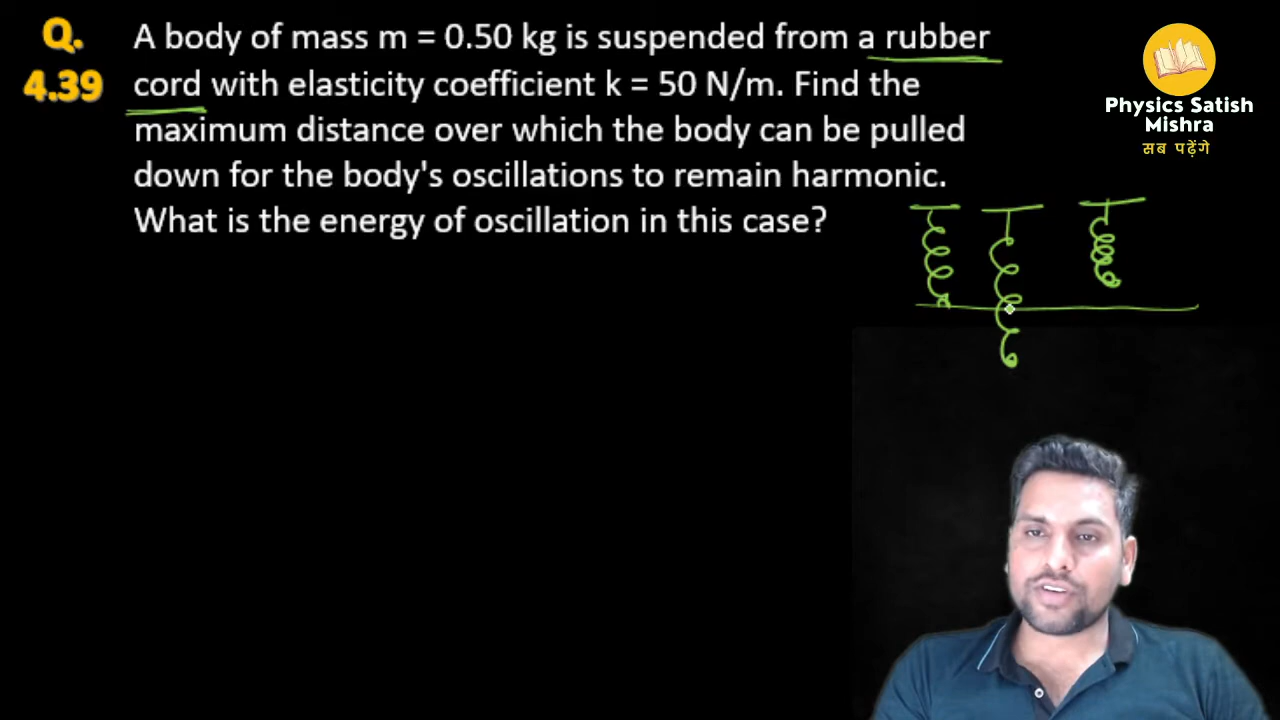 Q.
4.39
A body of mass m = 0.50 kg is suspended from a rubber
cord with elasticity coefficient k = 50 N/m. Find the
maximum distance over which the body can be pulled
down for the body's oscillations to remain harmonic.
What is the energy of oscillation in this case?
Physics Satish
Mishra
सब पढ़ेंगे